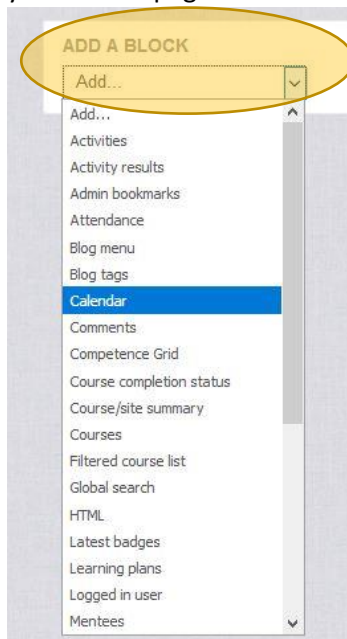 ADD A BLOCK
Add...
Add...
Activities
Activity results
Admin bookmarks
Attendance
Blog menu
Blog tags
Calendar
Comments
Competence Grid
Course completion status
Course/site summary
Courses
Filtered course list
Global search
HTML
Latest badges
Learning plans
Logged in user
Mentees